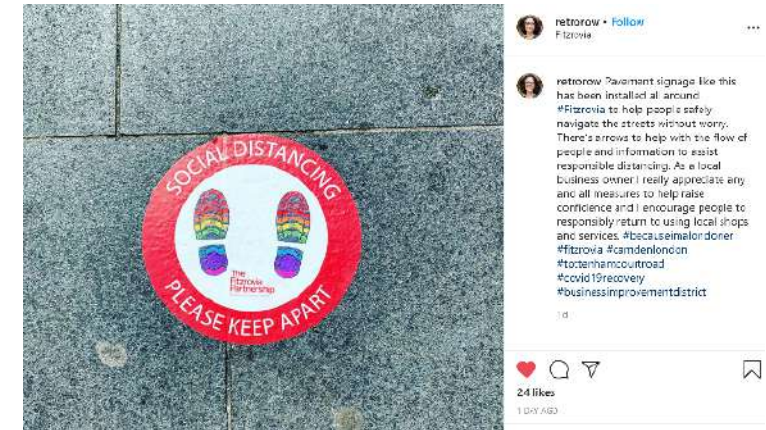 SOCIAL DISTANCING
The
Fitzrovia
Partnership
PLEASE KEEP APART
retrorow • Follow
Fitzrovia
retrorow Pavement signage like this
has been installed all around
#Fitzrovia to help people safely
navigate the streets without worry.
There's arrows to help with the flow of
people and information to assist
responsible distancing. As a local
business owner I really appreciate any
and all measures to help raise
confidence and I encourage people to
responsibly return to using local shops
and services. #becauseimalondoner
#fitzrovia #camdenlondon
#tottenhamcourtroad
#covid19recovery
#businessimprovementdistrict
1d
24 likes
1 DAY AGO